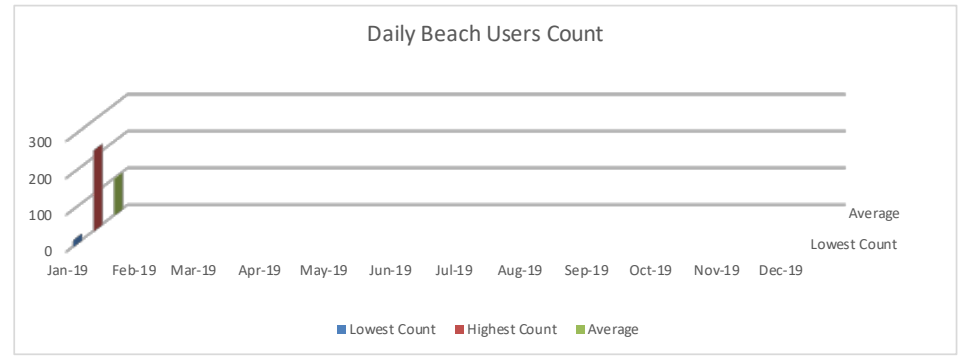 Daily Beach Users Count
300
200
100
0
Average
Lowest Count
Jan-19 Feb-19 Mar-19 Apr-19 May-19 Jun-19 Jul-19 Aug-19 Sep-19 Oct-19 Nov-19 Dec-19
Lowest Count Highest Count Average